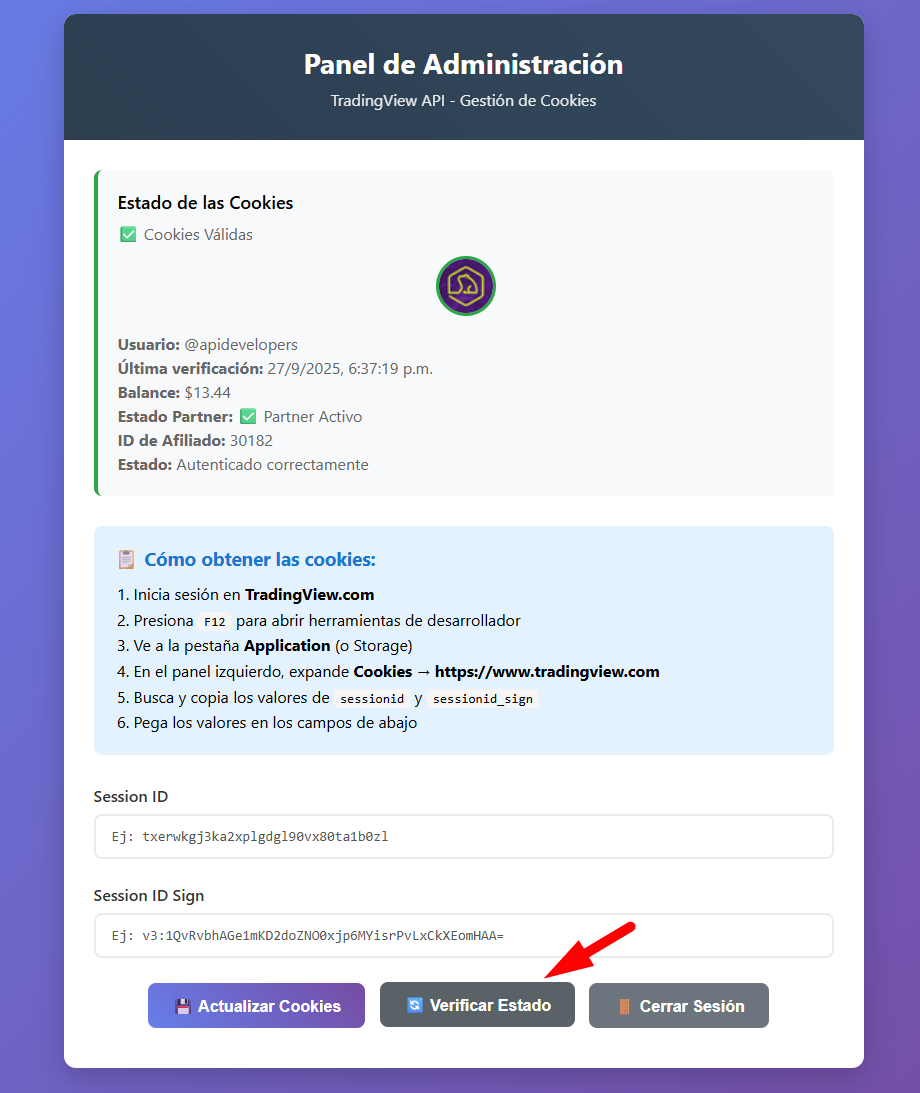 Panel de Administración
TradingView API - Gestión de Cookies
Estado de las Cookies
✅ Cookies Válidas
Usuario: @apidevelopers
Última verificación: 27/9/2025, 6:37:19 p.m.
Balance: $13.44
Estado Partner: ✅ Partner Activo
ID de Afiliado: 30182
Estado: Autenticado correctamente
📋 Cómo obtener las cookies:
1. Inicia sesión en TradingView.com
2. Presiona F12 para abrir herramientas de desarrollador
3. Ve a la pestaña Application (o Storage)
4. En el panel izquierdo, expande Cookies → https://www.tradingview.com
5. Busca y copia los valores de sessionid y sessionid_sign
6. Pega los valores en los campos de abajo
Session ID
Ej: txerwkgj3ka2xplgdgl90vx80ta1b0zl
Session ID Sign
Ej: v3:1QvRvbhAGe1mKD2doZNO0xjp6MYisrPvLxCkXEomHAA=
💾 Actualizar Cookies
🔄 Verificar Estado
🚪 Cerrar Sesión